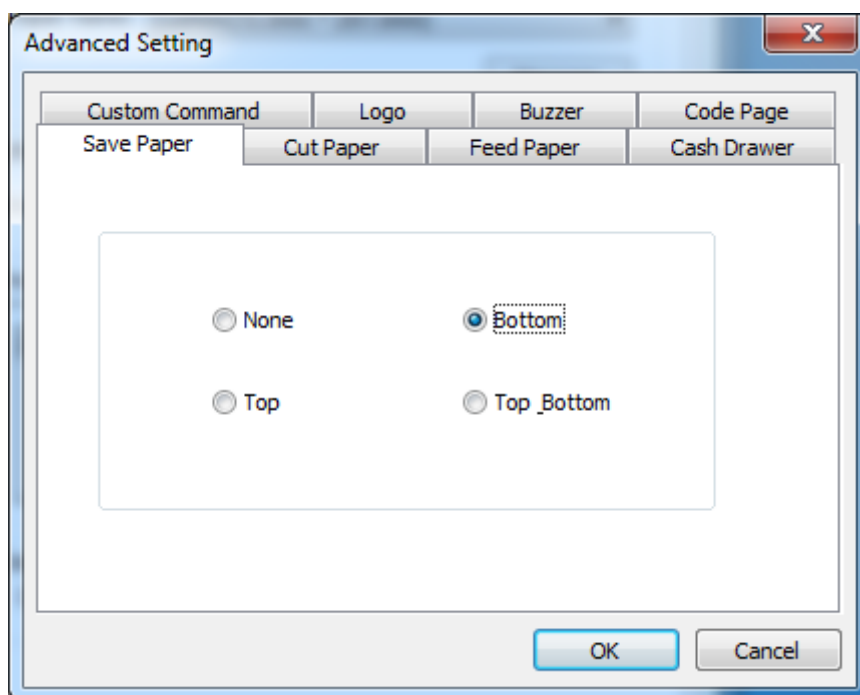 Advanced Setting
Custom Command Logo Buzzer Code Page
Save Paper Cut Paper Feed Paper Cash Drawer
None Bottom
Top Top_Bottom
OK Cancel